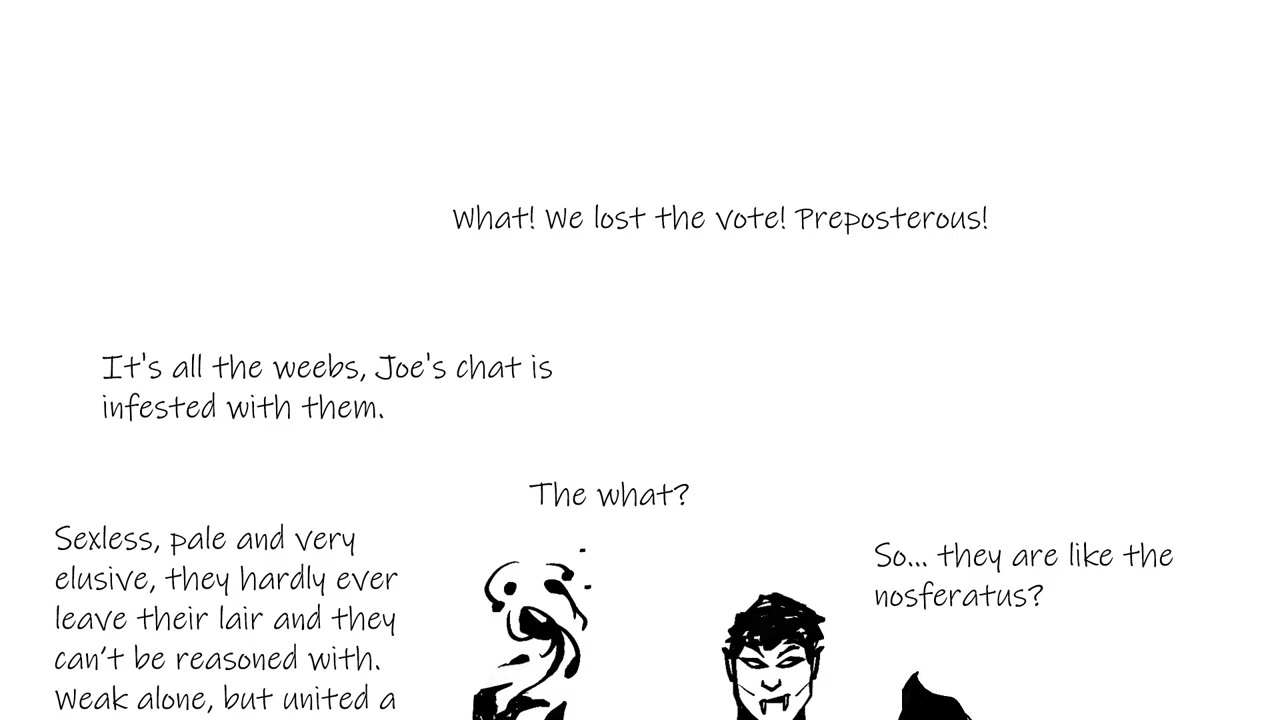 What! We lost the vote! Preposterous!
It's all the weebs, Joe's chat is
infested with them.
The what?
Sexless, pale and very
elusive, they hardly ever
leave their lair and they
can't be reasoned with.
Weak alone, but united a
So... they are like the
nosferatus?